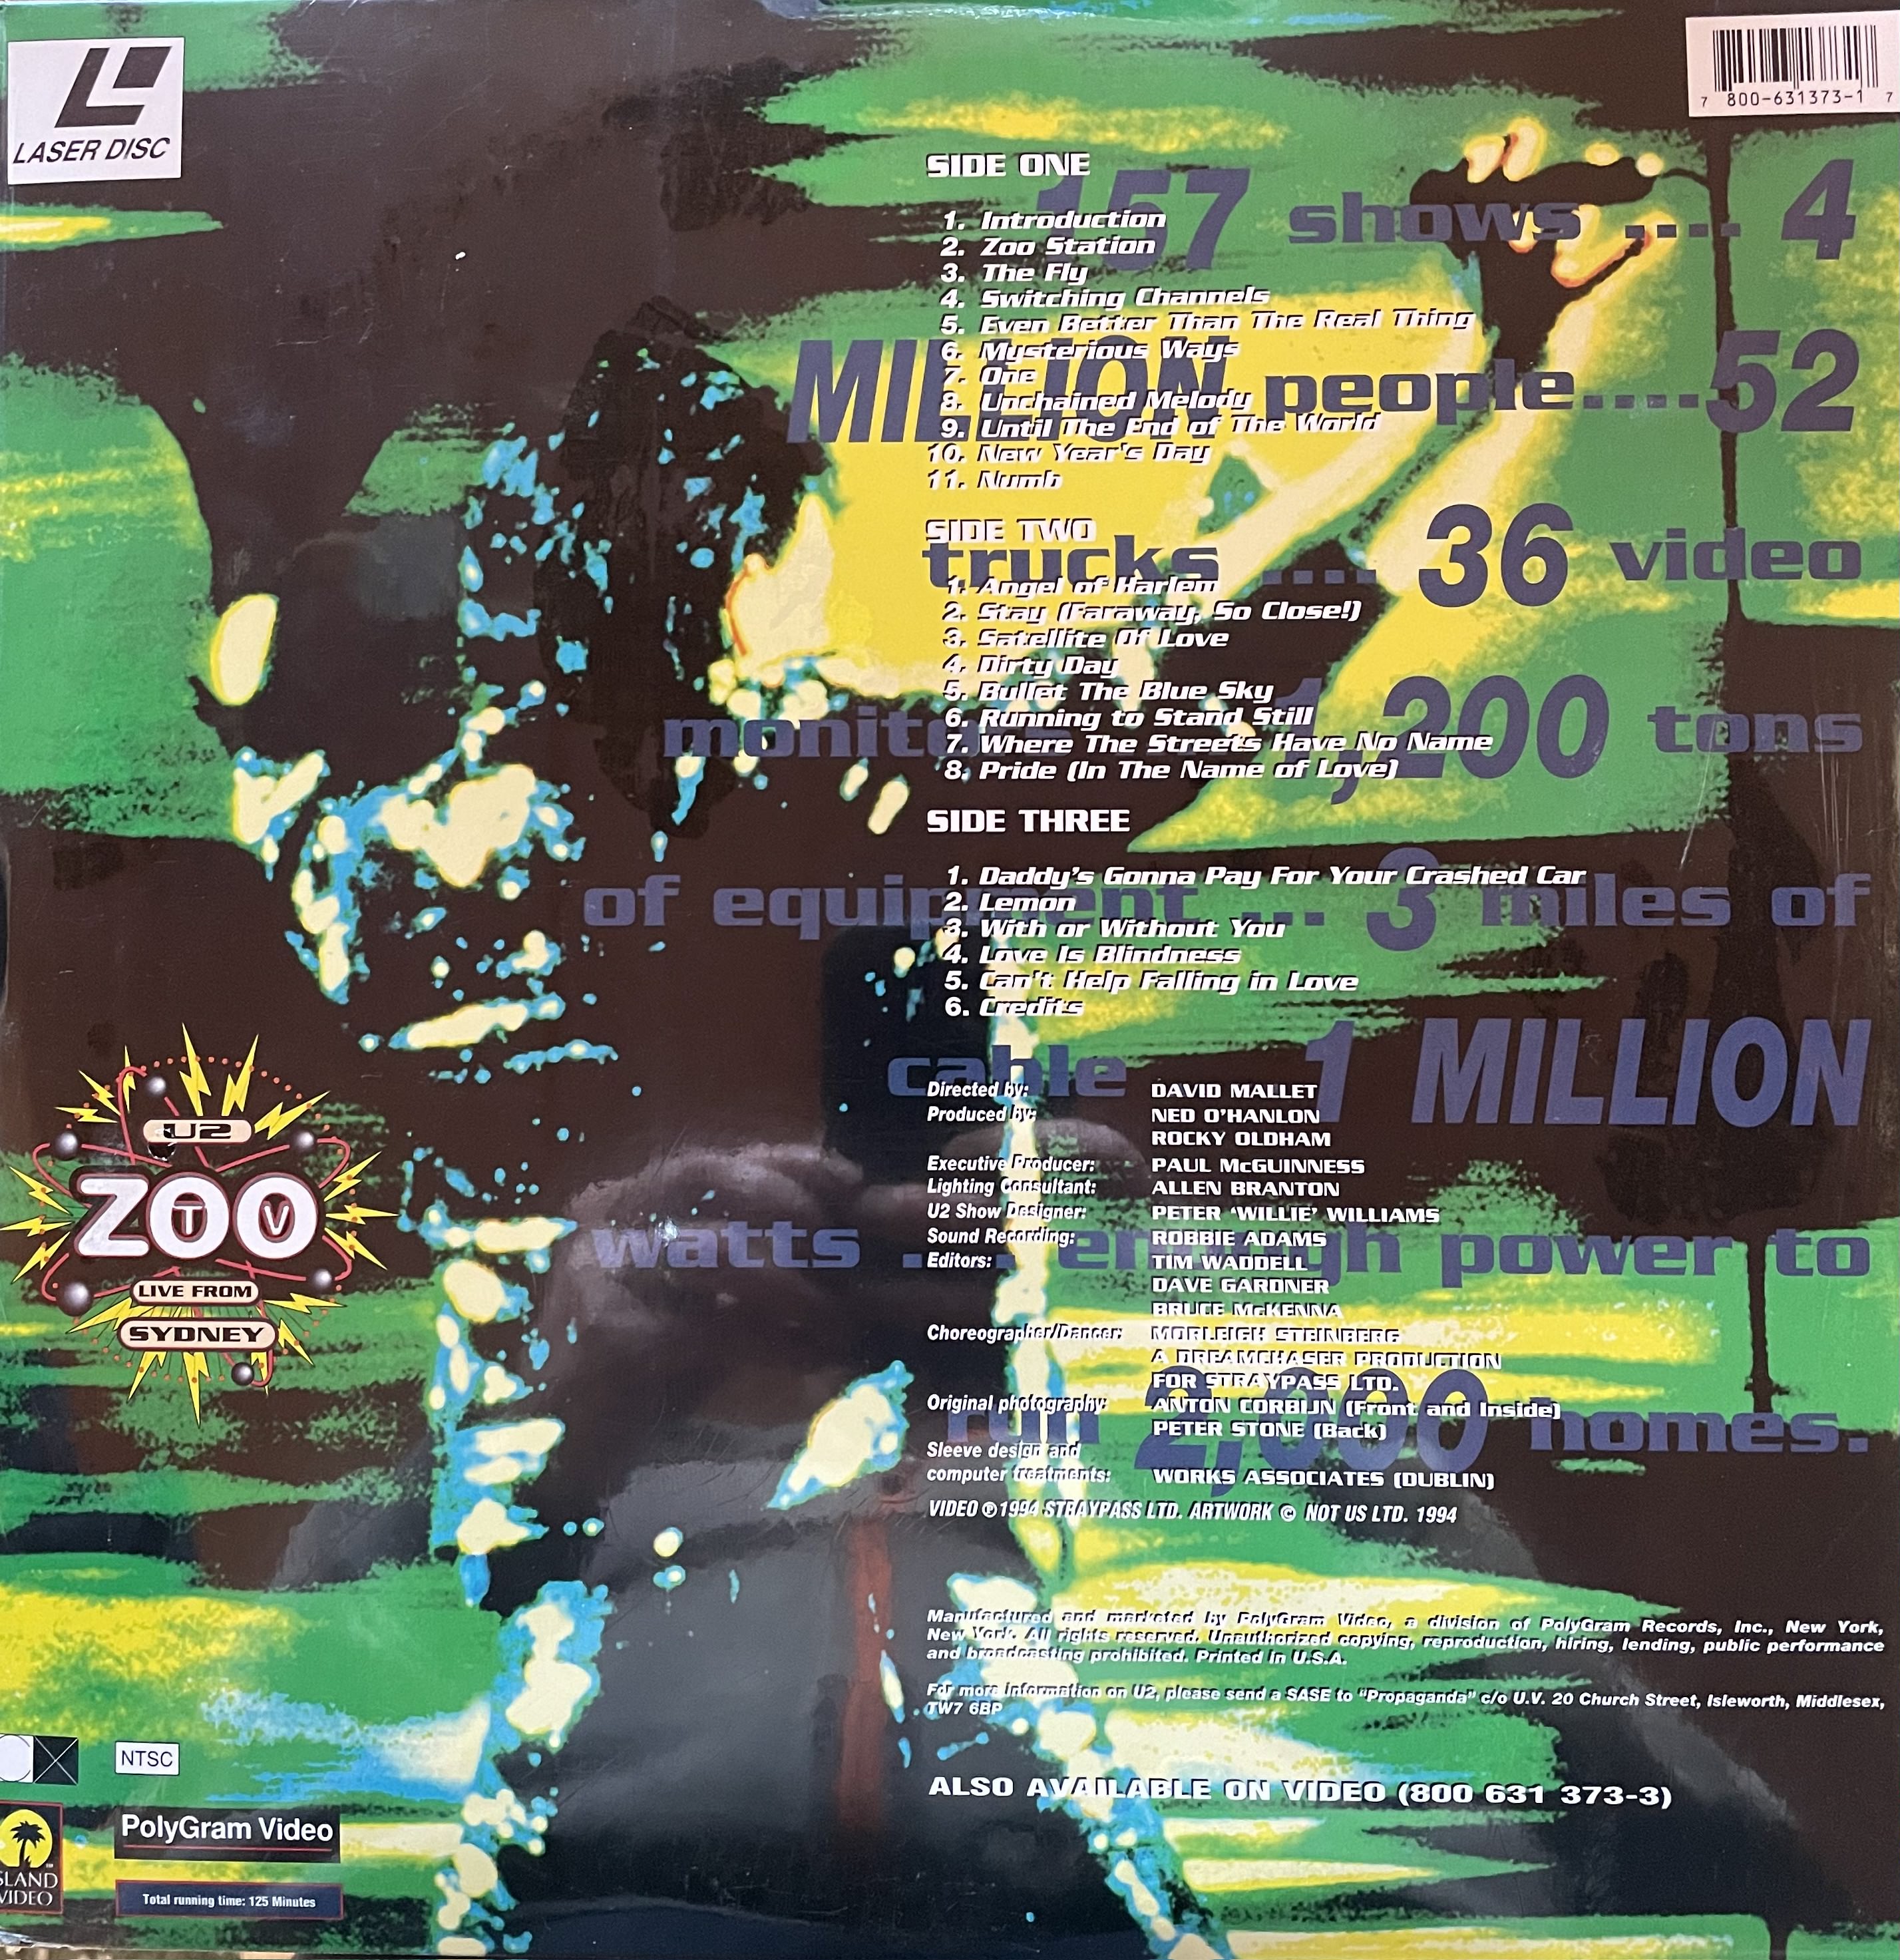 LASER DISC
7 800-631373-1 7
SIDE ONE
1. Introduction
2. Zoo Station
3. The Fly
4. Switching Channels
5. Even Better Than The Real Thing
6. Mysterious Ways
7. One
8. Unchained Melody
9. Until The End of The World
10. New Year's Day
11. Numb
SIDE TWO
1. Angel of Harlem
2. Stay (Faraway, So Close!)
3. Satellite Of Love
4. Dirty Day
5. Bullet The Blue Sky
6. Running to Stand Still
7. Where The Streets Have No Name
8. Pride (In The Name of Love)
SIDE THREE
1. Daddy's Gonna Pay For Your Crashed Car
2. Lemon
3. With or Without You
4. Love Is Blindness
5. Can't Help Falling in Love
6. Credits
157 shows .... 4
MILLION people....52
trucks .... 36 video
monitors 1,200 tons
of equipment ... 3 miles of
cable 1 MILLION
watts .... enough power to
run 2,000 homes.
Directed by: DAVID MALLET
Produced by: NED O'HANLON
ROCKY OLDHAM
Executive Producer: PAUL McGUINNESS
Lighting Consultant: ALLEN BRANTON
U2 Show Designer: PETER 'WILLIE' WILLIAMS
Sound Recording: ROBBIE ADAMS
Editors: TIM WADDELL
DAVE GARDNER
BRUCE McKENNA
Choreographer/Dancer: MORLEIGH STEINBERG
A DREAMCHASER PRODUCTION
FOR STRAYPASS LTD.
Original photography: ANTON CORBIJN (Front and Inside)
PETER STONE (Back)
Sleeve design and
computer treatments: WORKS ASSOCIATES (DUBLIN)
VIDEO ℗ 1994 STRAYPASS LTD. ARTWORK © NOT US LTD. 1994
U2
ZOO
TV
LIVE FROM
SYDNEY
Manufactured and marketed by PolyGram Video, a division of PolyGram Records, Inc., New York,
New York. All rights reserved. Unauthorized copying, reproduction, hiring, lending, public performance
and broadcasting prohibited. Printed in U.S.A.
For more information on U2, please send a SASE to "Propaganda" c/o U.V. 20 Church Street, Isleworth, Middlesex,
TW7 6BP
ALSO AVAILABLE ON VIDEO (800 631 373-3)
NTSC
PolyGram Video
SLAND
VIDEO
Total running time: 125 Minutes